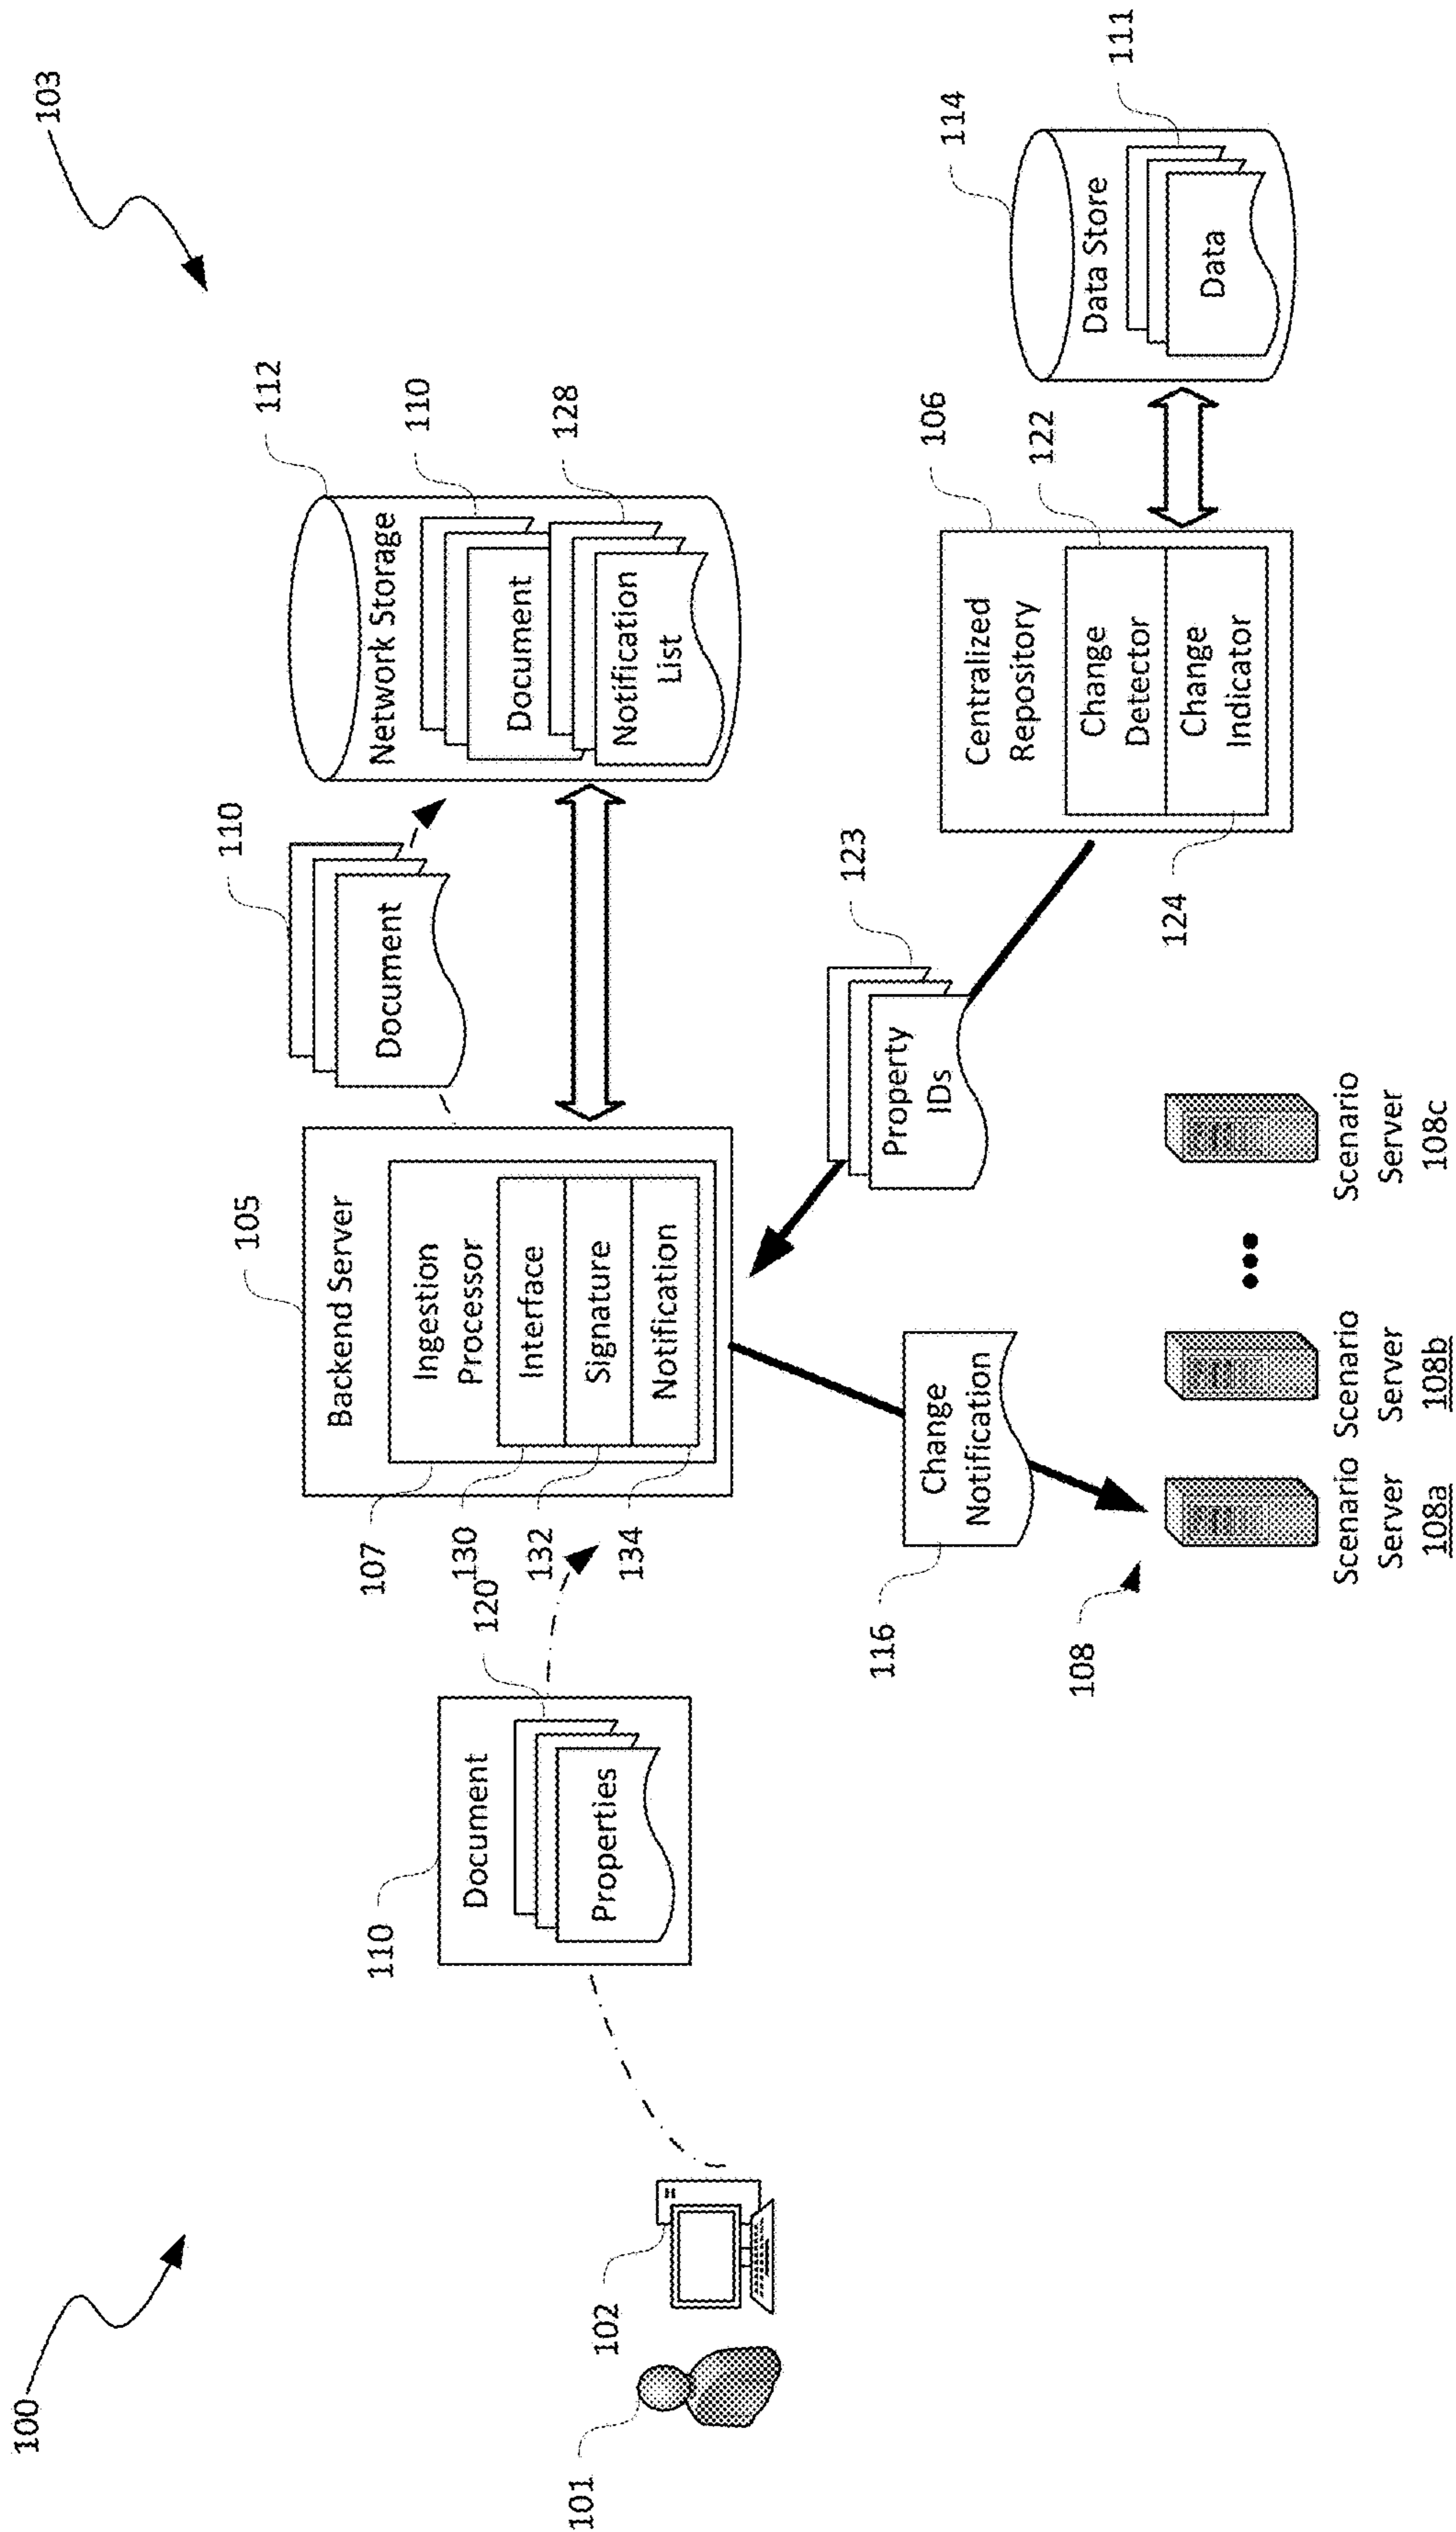 100
103
101
102
110
Document
Properties
120
105
Backend Server
Ingestion
Processor
Interface
Signature
Notification
107
130
132
134
110
Document
112
Network Storage
110
Document
128
Notification
List
116
Change
Notification
123
Property
IDs
106
Centralized
Repository
122
Change
Detector
Change
Indicator
124
114
Data Store
111
Data
108
Scenario
Server
108a
Scenario
Server
108b
Scenario
Server
108c